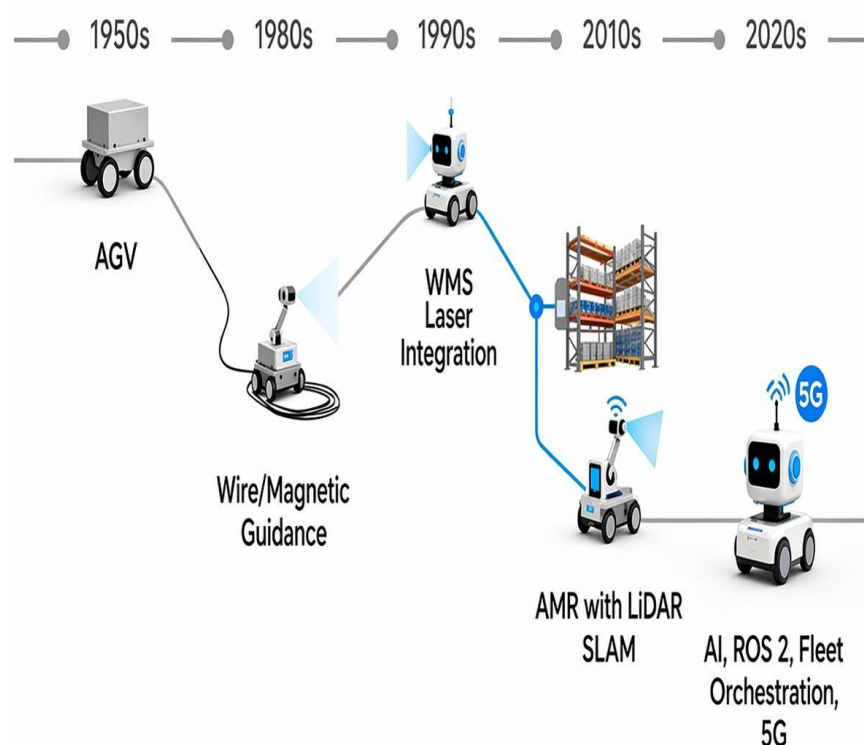 1950s
1980s
1990s
2010s
2020s
AGV
Wire/Magnetic
Guidance
WMS
Laser
Integration
AMR with LiDAR
SLAM
5G
AI, ROS 2, Fleet
Orchestration,
5G